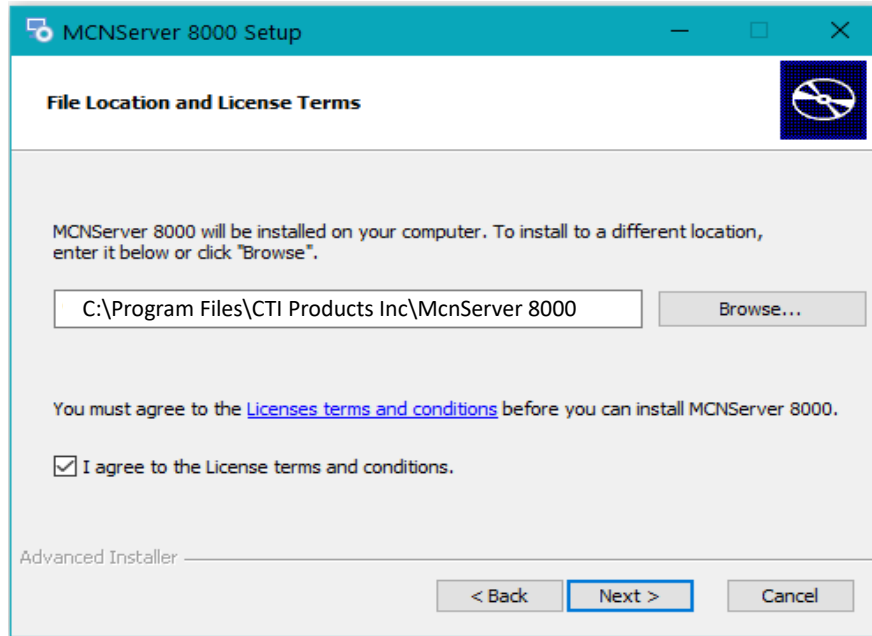 MCNServer 8000 Setup
File Location and License Terms
MCNServer 8000 will be installed on your computer. To install to a different location,
enter it below or click "Browse".
C:\Program Files\CTI Products Inc\McnServer 8000
Browse...
You must agree to the Licenses terms and conditions before you can install MCNServer 8000.
I agree to the License terms and conditions.
Advanced Installer
< Back
Next >
Cancel